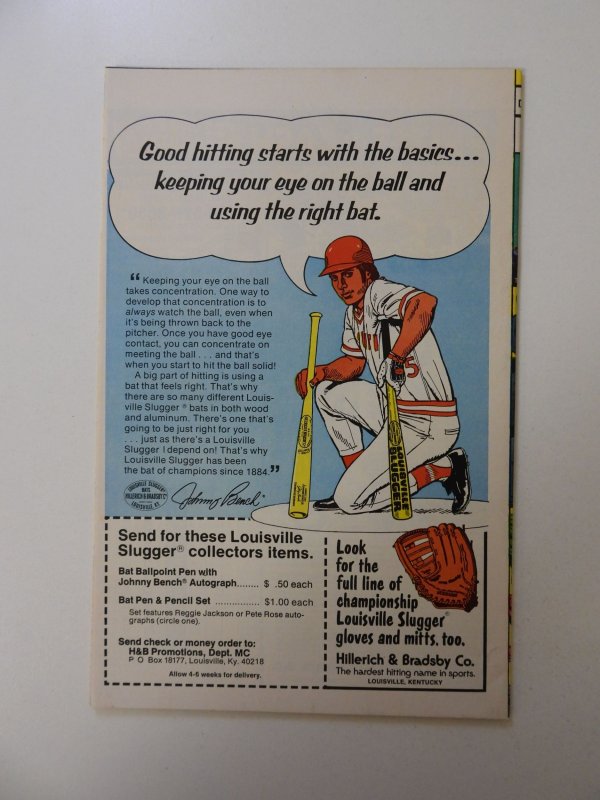 Good hitting starts with the basics...
keeping your eye on the ball and
using the right bat.
“ Keeping your eye on the ball
takes concentration. One way to
develop that concentration is to
always watch the ball, even when
it's being thrown back to the
pitcher. Once you have good eye
contact, you can concentrate on
meeting the ball . . . and that's
when you start to hit the ball solid!
A big part of hitting is using a
bat that feels right. That's why
there are so many different Louis-
ville Slugger ® bats in both wood
and aluminum. There's one that's
going to be just right for you
. . . just as there's a Louisville
Slugger I depend on! That's why
Louisville Slugger has been
the bat of champions since 1884.”
LOUISVILLE SLUGGER
BATS
HILLERICH & BRADSBY CO
LOUISVILLE, KY.
Johnny Bench
5
LOUISVILLE
SLUGGER
Send for these Louisville
Slugger® collectors items.
Bat Ballpoint Pen with
Johnny Bench® Autograph........ $ .50 each
Bat Pen & Pencil Set ................ $1.00 each
Set features Reggie Jackson or Pete Rose auto-
graphs (circle one).
Send check or money order to:
H&B Promotions, Dept. MC
P O Box 18177, Louisville, Ky. 40218
Allow 4-6 weeks for delivery.
Look
for the
full line of
championship
Louisville Slugger®
gloves and mitts, too.
Hillerich & Bradsby Co.
The hardest hitting name in sports.
LOUISVILLE, KENTUCKY